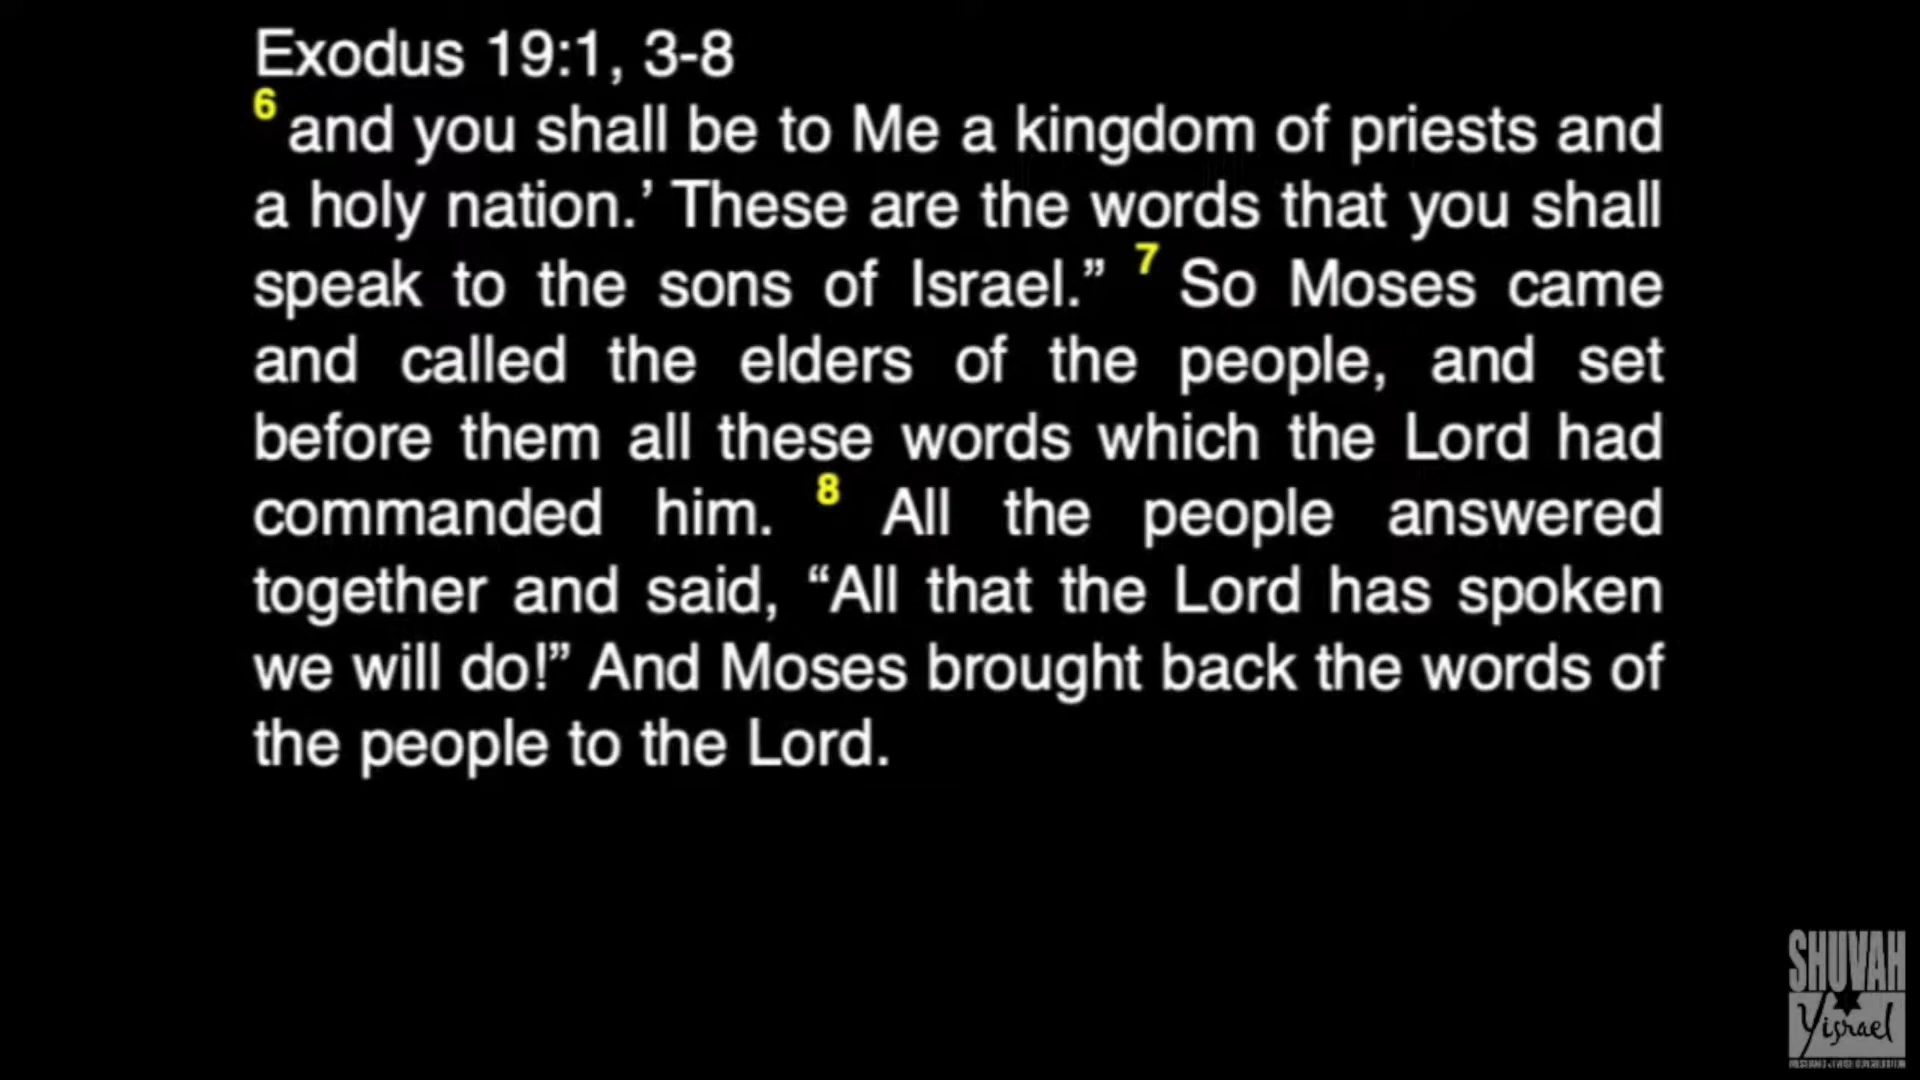 Exodus 19:1, 3-8
6 and you shall be to Me a kingdom of priests and
a holy nation.’ These are the words that you shall
speak to the sons of Israel.” 7 So Moses came
and called the elders of the people, and set
before them all these words which the Lord had
commanded him. 8 All the people answered
together and said, “All that the Lord has spoken
we will do!” And Moses brought back the words of
the people to the Lord.
SHUVAH
Yisrael